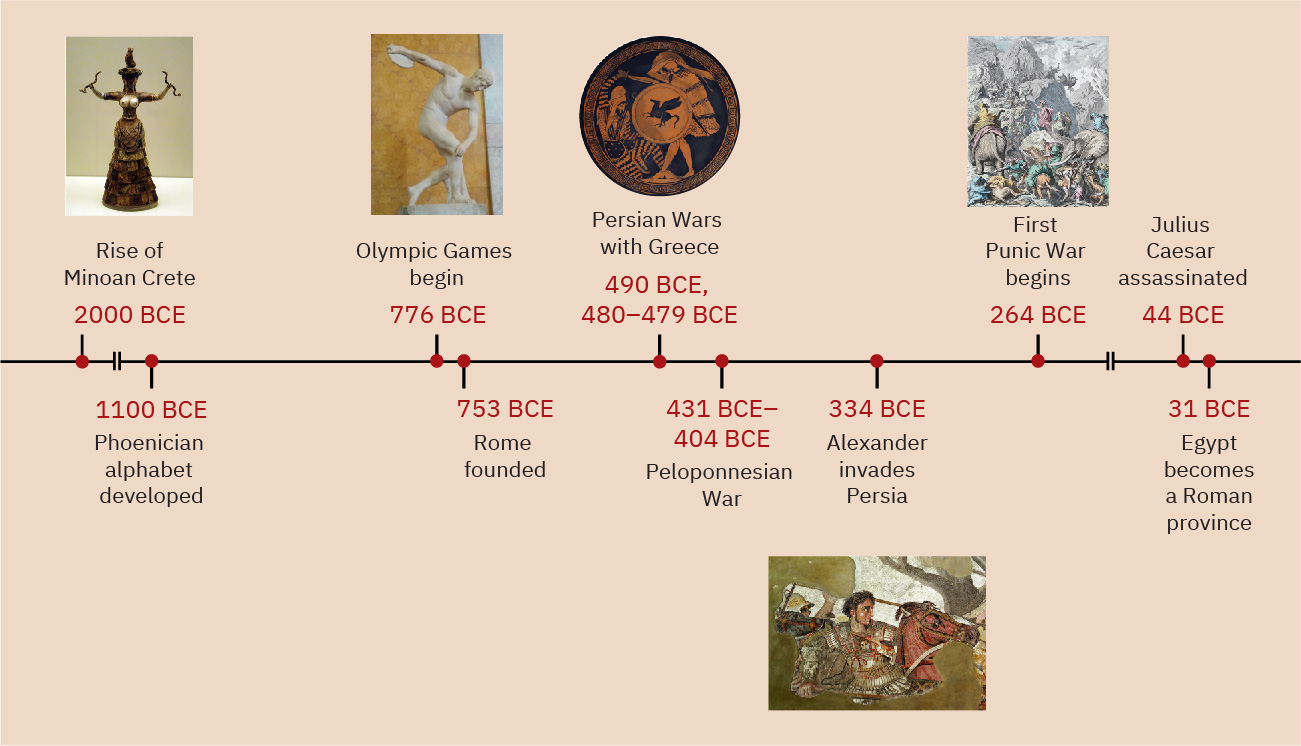 Rise of
Minoan Crete
2000 BCE
1100 BCE
Phoenician
alphabet
developed
Olympic Games
begin
776 BCE
753 BCE
Rome
founded
Persian Wars
with Greece
490 BCE,
480–479 BCE
431 BCE–
404 BCE
Peloponnesian
War
334 BCE
Alexander
invades
Persia
First
Punic War
begins
264 BCE
Julius
Caesar
assassinated
44 BCE
31 BCE
Egypt
becomes
a Roman
province